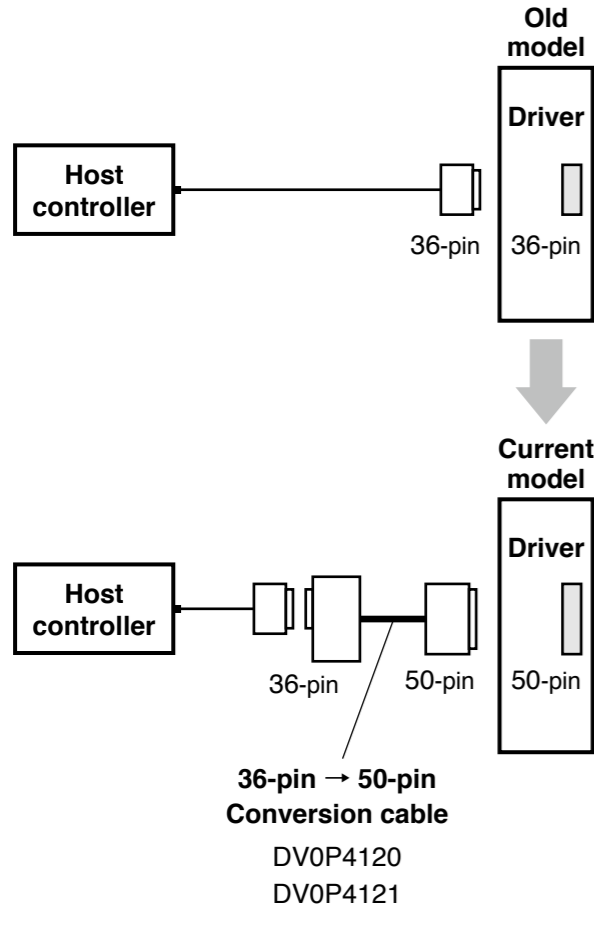 Old
model
Driver
Host
controller
36-pin
36-pin
Current
model
Driver
Host
controller
36-pin
50-pin
50-pin
36-pin → 50-pin
Conversion cable
DV0P4120
DV0P4121